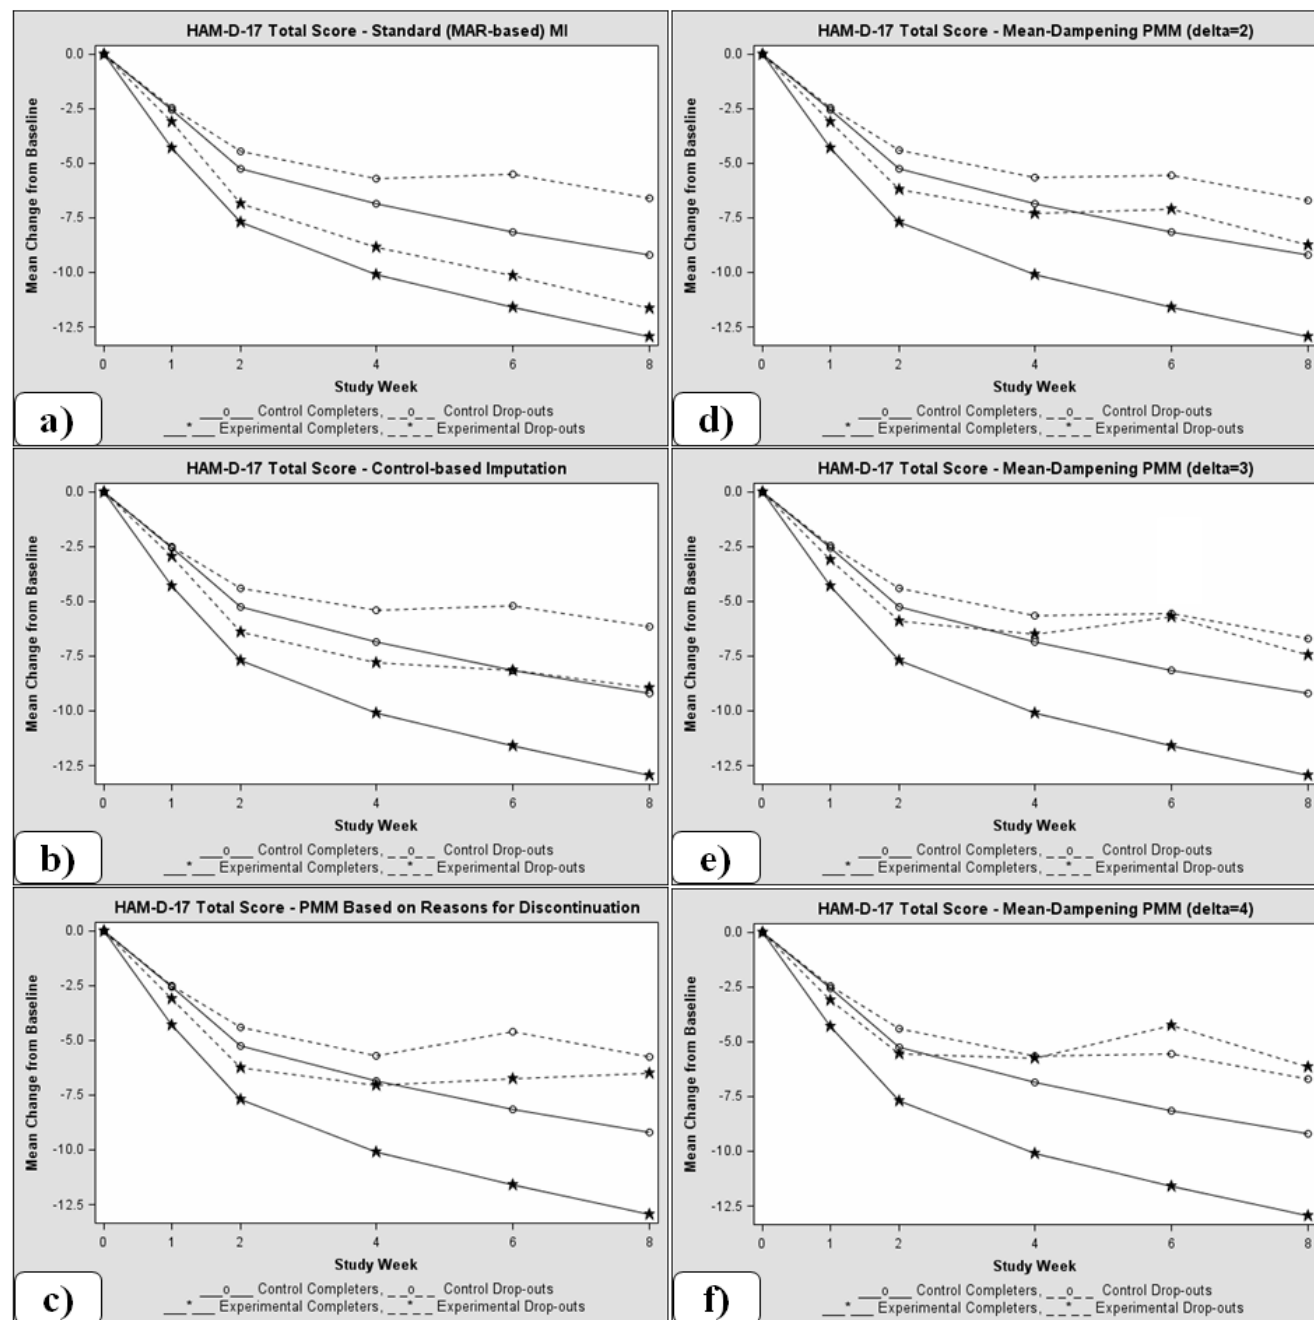 HAM-D-17 Total Score - Standard (MAR-based) MI
Mean Change from Baseline
0.0
-2.5
-5.0
-7.5
-10.0
-12.5
0 1 2 4 6 8
Study Week
___o___ Control Completers, _ _o_ _ Control Drop-outs
___*___ Experimental Completers, _ _*_ _ Experimental Drop-outs
a)
HAM-D-17 Total Score - Control-based Imputation
Mean Change from Baseline
0.0
-2.5
-5.0
-7.5
-10.0
-12.5
0 1 2 4 6 8
Study Week
___o___ Control Completers, _ _o_ _ Control Drop-outs
___*___ Experimental Completers, _ _*_ _ Experimental Drop-outs
b)
HAM-D-17 Total Score - PMM Based on Reasons for Discontinuation
Mean Change from Baseline
0.0
-2.5
-5.0
-7.5
-10.0
-12.5
0 1 2 4 6 8
Study Week
___o___ Control Completers, _ _o_ _ Control Drop-outs
___*___ Experimental Completers, _ _*_ _ Experimental Drop-outs
c)
HAM-D-17 Total Score - Mean-Dampening PMM (delta=2)
Mean Change from Baseline
0.0
-2.5
-5.0
-7.5
-10.0
-12.5
0 1 2 4 6 8
Study Week
___o___ Control Completers, _ _o_ _ Control Drop-outs
___*___ Experimental Completers, _ _*_ _ Experimental Drop-outs
d)
HAM-D-17 Total Score - Mean-Dampening PMM (delta=3)
Mean Change from Baseline
0.0
-2.5
-5.0
-7.5
-10.0
-12.5
0 1 2 4 6 8
Study Week
___o___ Control Completers, _ _o_ _ Control Drop-outs
___*___ Experimental Completers, _ _*_ _ Experimental Drop-outs
e)
HAM-D-17 Total Score - Mean-Dampening PMM (delta=4)
Mean Change from Baseline
0.0
-2.5
-5.0
-7.5
-10.0
-12.5
0 1 2 4 6 8
Study Week
___o___ Control Completers, _ _o_ _ Control Drop-outs
___*___ Experimental Completers, _ _*_ _ Experimental Drop-outs
f)